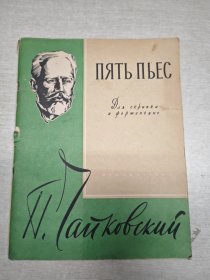 ПЯТЬ ПЬЕС
Для скрипки
и фортепиано
П. Чайковский